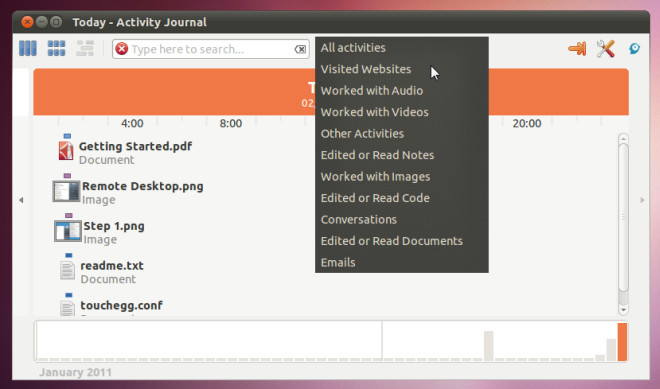 Today - Activity Journal
Type here to search...
All activities
Visited Websites
Worked with Audio
Worked with Videos
Other Activities
Edited or Read Notes
Worked with Images
Edited or Read Code
Conversations
Edited or Read Documents
Emails
T
02,
4:00 8:00 20:00
Getting Started.pdf
Document
Remote Desktop.png
Image
Step 1.png
Image
readme.txt
Document
touchegg.conf
January 2011